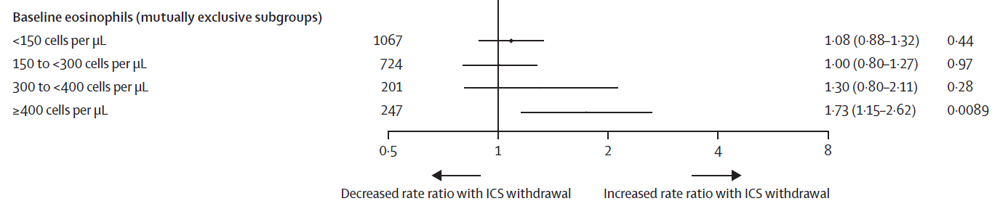 Baseline eosinophils (mutually exclusive subgroups)
<150 cells per μL 1067 1·08 (0·88–1·32) 0·44
150 to <300 cells per μL 724 1·00 (0·80–1·27) 0·97
300 to <400 cells per μL 201 1·30 (0·80–2·11) 0·28
≥400 cells per μL 247 1·73 (1·15–2·62) 0·0089
0·5 1 2 4 8
Decreased rate ratio with ICS withdrawal Increased rate ratio with ICS withdrawal